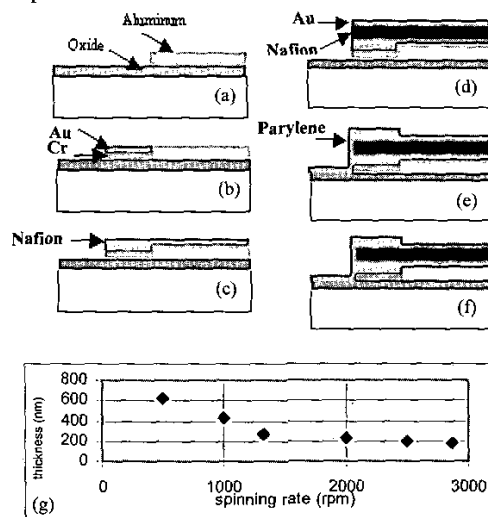 Aluminum
Oxide
(a)
Au
Cr
(b)
Nafion
(c)
Au
Nafion
(d)
Parylene
(e)
(f)
thickness (nm)
800
600
400
200
0
0 1000 2000 3000
spinning rate (rpm)
(g)